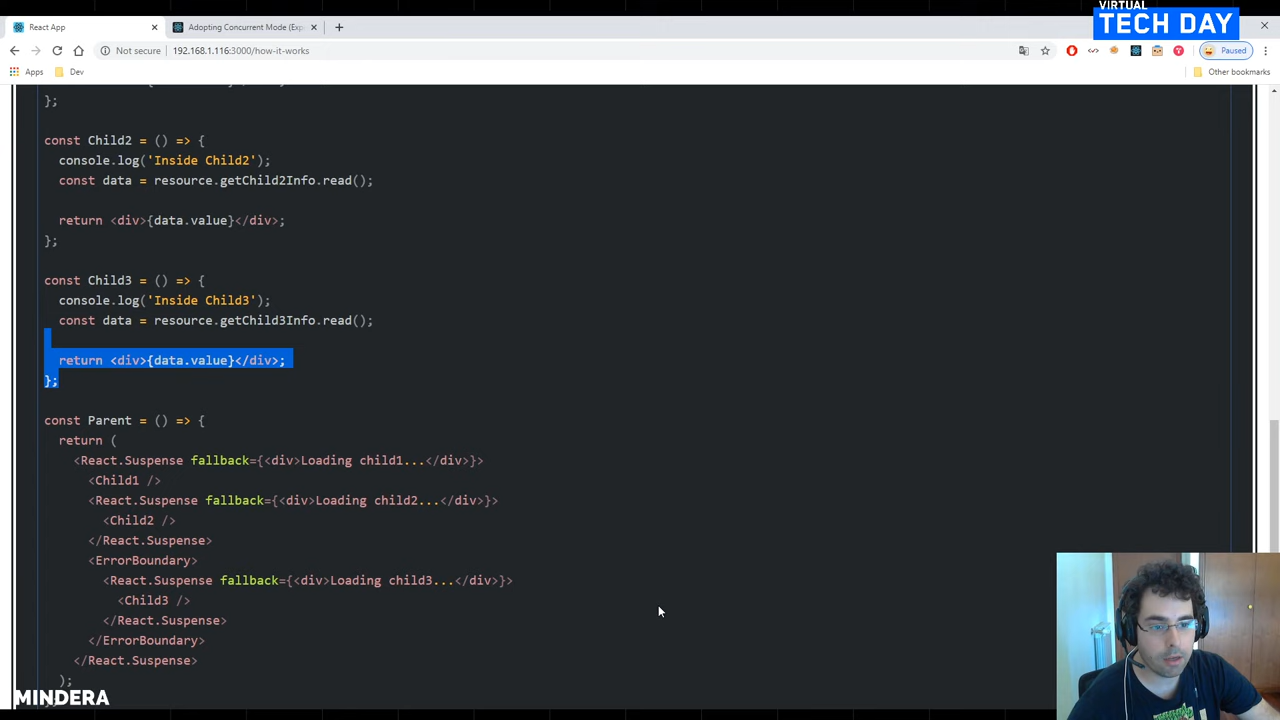 VIRTUAL
TECH DAY
React App
Adopting Concurrent Mode (Exp
Not secure
192.168.1.116:3000/how-it-works
Paused
Apps
Dev
Other bookmarks
};
const Child2 = () => {
console.log('Inside Child2');
const data = resource.getChild2Info.read();
return <div>{data.value}</div>;
};
const Child3 = () => {
console.log('Inside Child3');
const data = resource.getChild3Info.read();
return <div>{data.value}</div>;
};
const Parent = () => {
return (
<React.Suspense fallback={<div>Loading child1...</div>}>
<Child1 />
<React.Suspense fallback={<div>Loading child2...</div>}>
<Child2 />
</React.Suspense>
<ErrorBoundary>
<React.Suspense fallback={<div>Loading child3...</div>}>
<Child3 />
</React.Suspense>
</ErrorBoundary>
</React.Suspense>
);
MINDERA